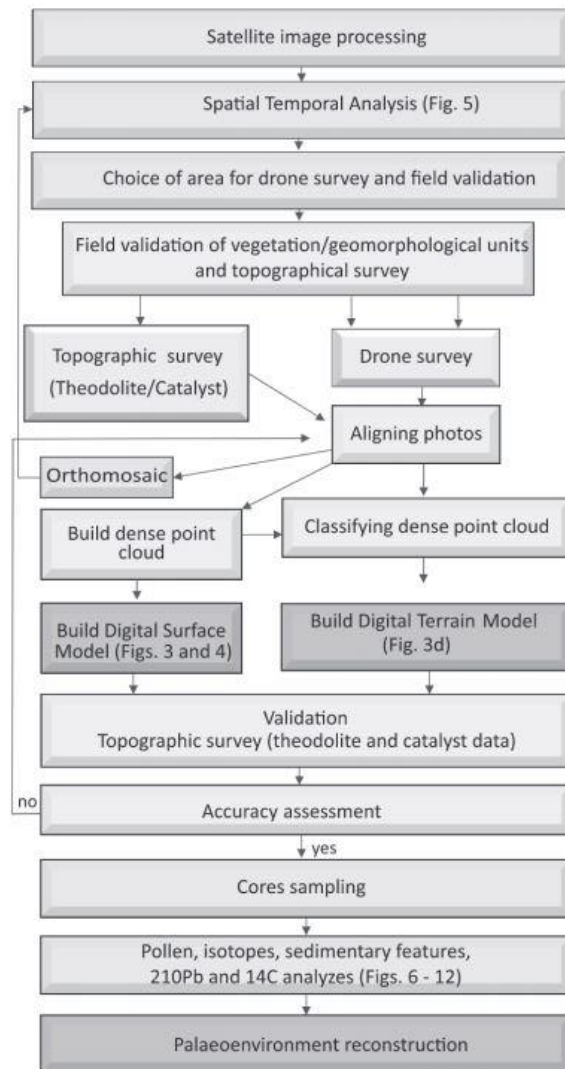 Satellite image processing
Spatial Temporal Analysis (Fig. 5)
Choice of area for drone survey and field validation
Field validation of vegetation/geomorphological units
and topographical survey
Topographic survey
(Theodolite/Catalyst)
Drone survey
Aligning photos
Orthomosaic
Build dense point
cloud
Classifying dense point cloud
Build Digital Surface
Model (Figs. 3 and 4)
Build Digital Terrain Model
(Fig. 3d)
Validation
Topographic survey (theodolite and catalyst data)
no
Accuracy assessment
yes
Cores sampling
Pollen, isotopes, sedimentary features,
210Pb and 14C analyzes (Figs. 6 - 12)
Palaeoenvironment reconstruction